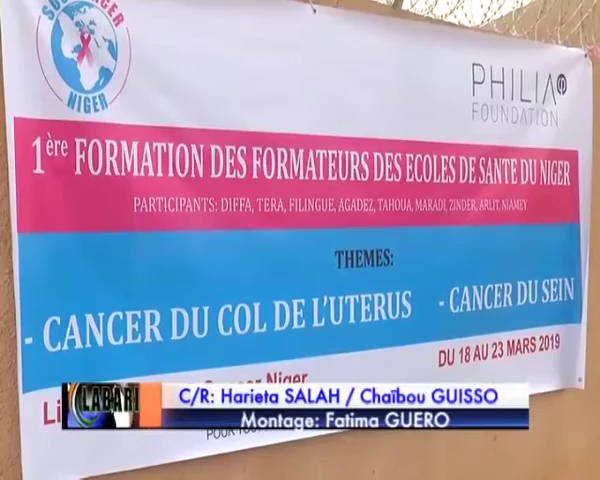 NIGER
PHILIA
FOUNDATION
1ère FORMATION DES FORMATEURS DES ECOLES DE SANTE DU NIGER
PARTICIPANTS: DIFFA, TERA, FILINGUE, AGADEZ, TAHOUA, MARADI, ZINDER, ARLIT, NIAMEY
THEMES:
- CANCER DU COL DE L'UTERUS - CANCER DU SEIN
DU 18 AU 23 MARS 2019
Niger
LABARI
C/R: Harieta SALAH / Chaïbou GUISSO
Montage: Fatima GUERO